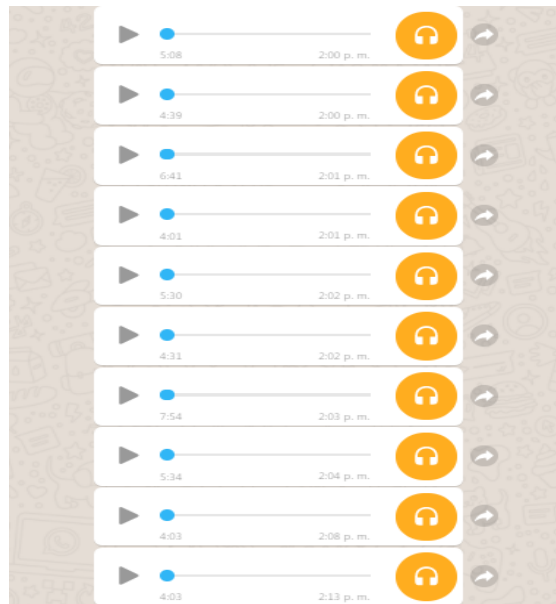 5:08 2:00 p. m.
4:39 2:00 p. m.
6:41 2:01 p. m.
4:01 2:01 p. m.
5:30 2:02 p. m.
4:31 2:02 p. m.
7:54 2:03 p. m.
5:34 2:04 p. m.
4:03 2:08 p. m.
4:03 2:13 p. m.